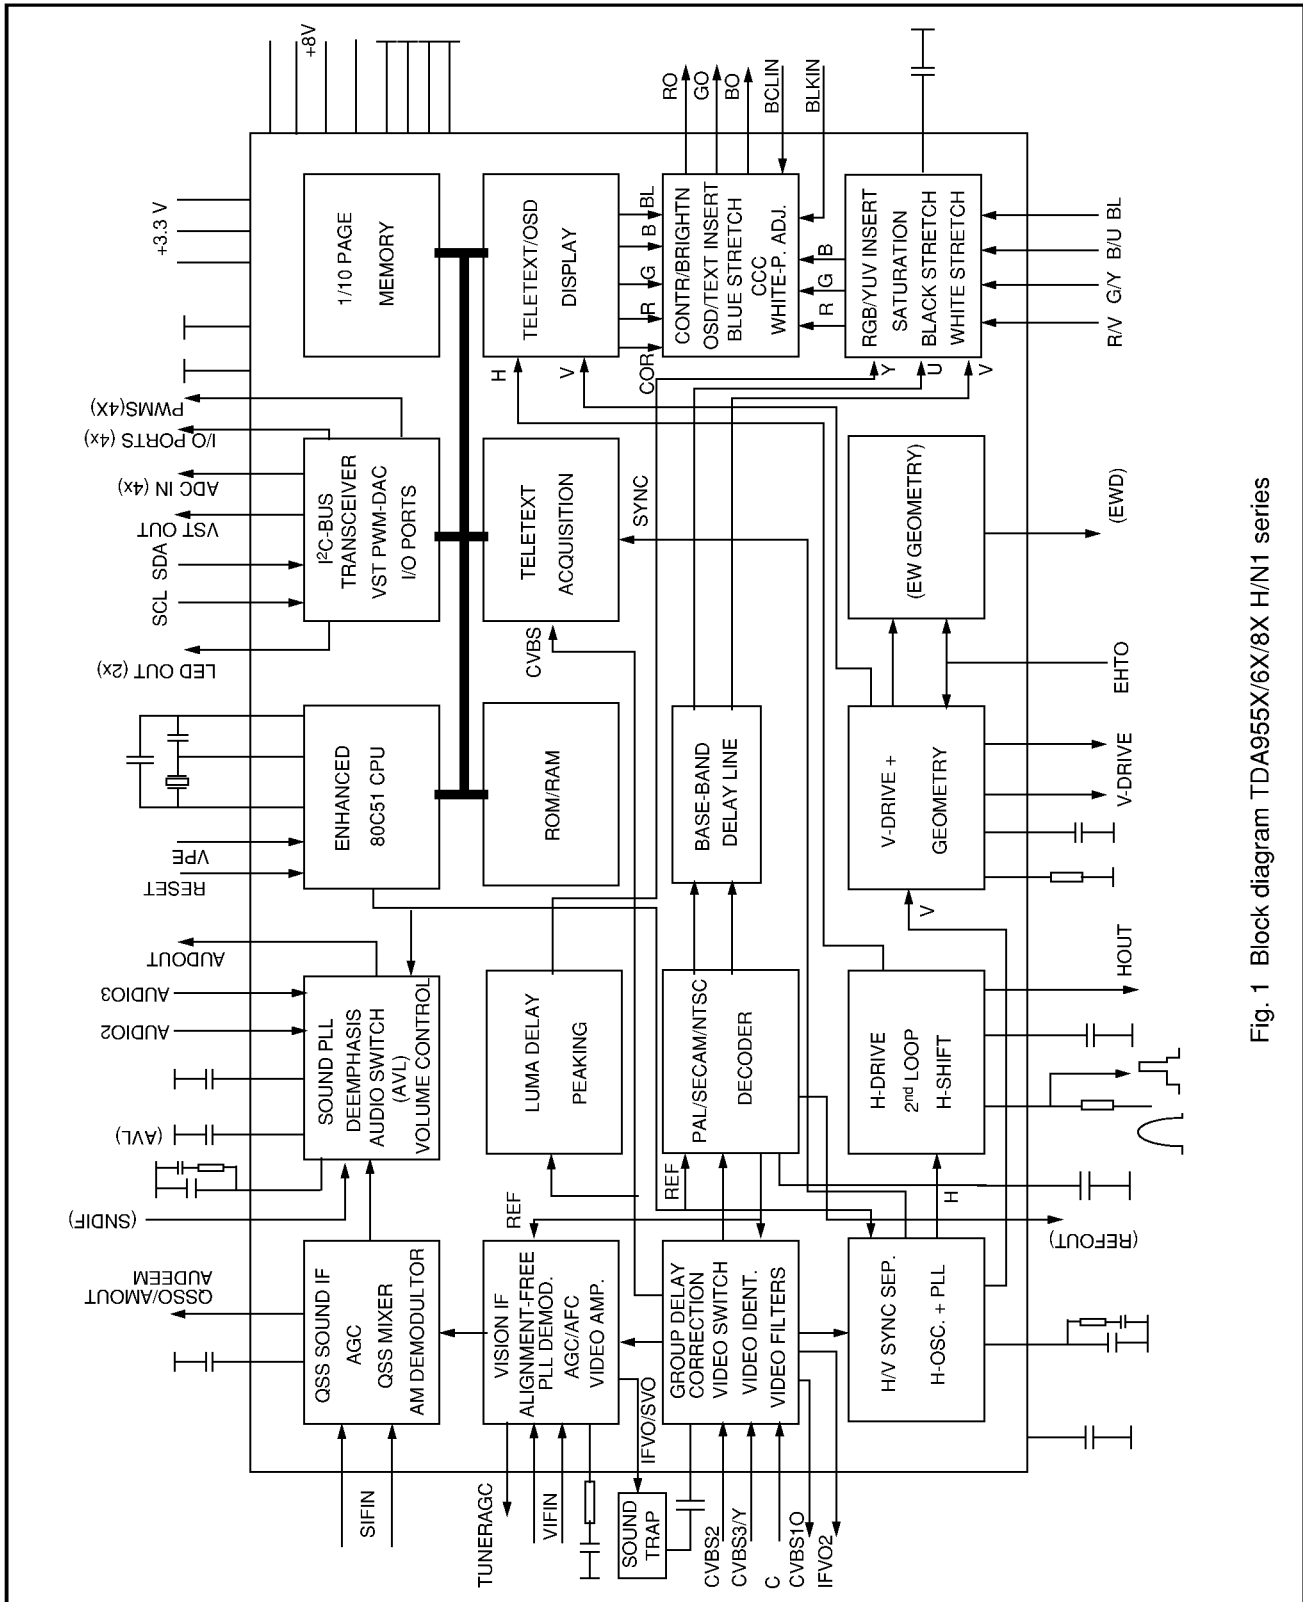 QSSO/AMOUT
AUDEEM
(SNDIF)
(AVL)
AUDIO2
AUDIO3
AUDOUT
RESET
VPE
LED OUT (2x)
SCL
SDA
VST OUT
ADC IN (4x)
I/O PORTS (4x)
PWMS(4X)
+3.3 V
+8V
QSS SOUND IF
AGC
QSS MIXER
AM DEMODULTOR
SOUND PLL
DEEMPHASIS
AUDIO SWITCH
(AVL)
VOLUME CONTROL
ENHANCED
80C51 CPU
I²C-BUS
TRANSCEIVER
VST PWM-DAC
I/O PORTS
1/10 PAGE
MEMORY
SIFIN
TUNERAGC
VIFIN
VISION IF
ALIGNMENT-FREE
PLL DEMOD.
AGC/AFC
VIDEO AMP.
REF
LUMA DELAY
PEAKING
ROM/RAM
CVBS
TELETEXT
ACQUISITION
SYNC
H
V
TELETEXT/OSD
DISPLAY
COR
R
G
B
BL
IFVO/SVO
SOUND
TRAP
CVBS2
CVBS3/Y
C
CVBS1O
IFVO2
GROUP DELAY
CORRECTION
VIDEO SWITCH
VIDEO IDENT.
VIDEO FILTERS
REF
PAL/SECAM/NTSC
DECODER
BASE-BAND
DELAY LINE
CONTR/BRIGHTN
OSD/TEXT INSERT
BLUE STRETCH
CCC
WHITE-P. ADJ.
RO
GO
BO
BCLIN
BLKIN
R
G
B
Y
U
V
RGB/YUV INSERT
SATURATION
BLACK STRETCH
WHITE STRETCH
H/V SYNC SEP.
H-OSC. + PLL
H
H-DRIVE
2nd LOOP
H-SHIFT
V
V-DRIVE +
GEOMETRY
(EW GEOMETRY)
(REFOUT)
HOUT
V-DRIVE
EHTO
(EWD)
R/V
G/Y
B/U
BL
Fig. 1 Block diagram TDA955X/6X/8X H/N1 series